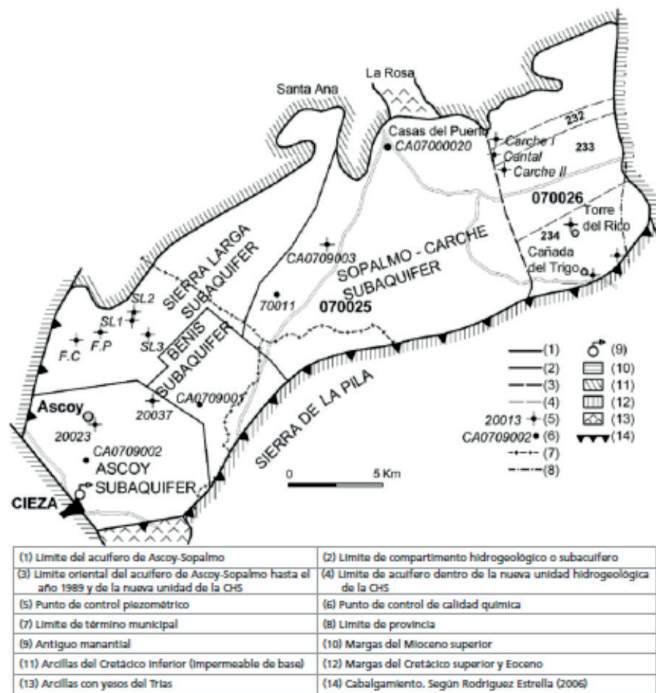 La Rosa
Santa Ana
Casas del Puerto
CA07000020
Carche I
Cantal
Carche II
232
233
070026
Torre
del Rico
234
Cañada
del Trigo
CA0709003
SOPALMO - CARCHE
SUBAQUIFER
070025
70011
SIERRA LARGA
SUBAQUIFER
SL2
SL1
SL3
F.P
F.C
BENIS
SUBAQUIFER
CA0709001
20037
Ascoy
20023
CA0709002
ASCOY
SUBAQUIFER
CIEZA
SIERRA DE LA PILA
0 5 Km
(1) (9)
(2) (10)
(3) (11)
(4) (12)
20013 (5) (13)
CA0709002 (6) (14)
(7)
(8)
(1) Límite del acuífero de Ascoy-Sopalmo
(2) Límite de compartimento hidrogeológico o subacuífero
(3) Límite oriental del acuífero de Ascoy-Sopalmo hasta el
año 1989 y de la nueva unidad de la CHS
(4) Límite de acuífero dentro de la nueva unidad hidrogeológica
de la CHS
(5) Punto de control piezométrico
(6) Punto de control de calidad química
(7) Límite de término municipal
(8) Límite de provincia
(9) Antiguo manantial
(10) Margas del Mioceno superior
(11) Arcillas del Cretácico inferior (impermeable de base)
(12) Margas del Cretácico superior y Eoceno
(13) Arcillas con yesos del Trias
(14) Cabalgamiento. Según Rodríguez Estrella (2006)